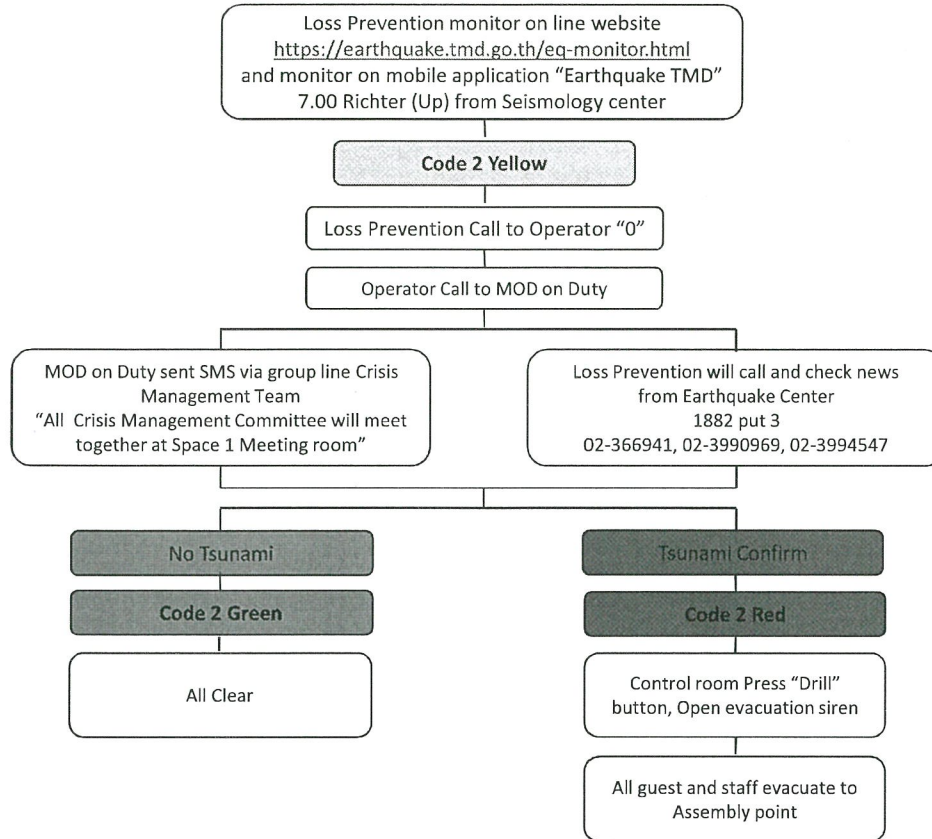 Loss Prevention monitor on line website
https://earthquake.tmd.go.th/eq-monitor.html
and monitor on mobile application “Earthquake TMD”
7.00 Richter (Up) from Seismology center
Code 2 Yellow
Loss Prevention Call to Operator “0”
Operator Call to MOD on Duty
MOD on Duty sent SMS via group line Crisis
Management Team
“All Crisis Management Committee will meet
together at Space 1 Meeting room”
Loss Prevention will call and check news
from Earthquake Center
1882 put 3
02-366941, 02-3990969, 02-3994547
No Tsunami
Code 2 Green
All Clear
Tsunami Confirm
Code 2 Red
Control room Press “Drill”
button, Open evacuation siren
All guest and staff evacuate to
Assembly point